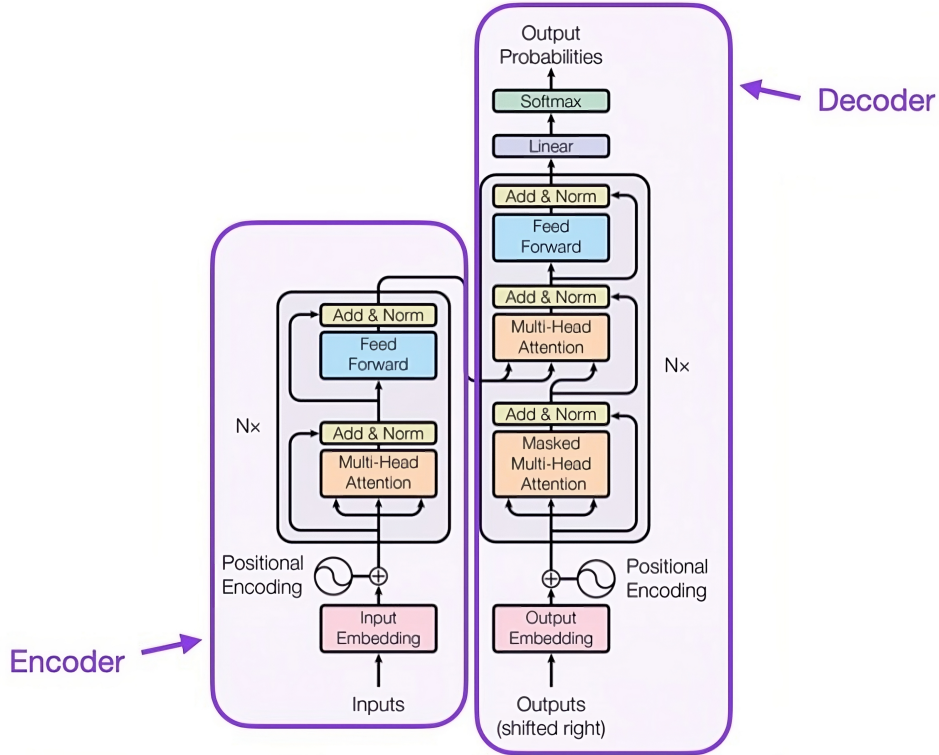 Output
Probabilities
Softmax
Linear
Add & Norm
Feed
Forward
Add & Norm
Multi-Head
Attention
Add & Norm
Masked
Multi-Head
Attention
Nx
Positional
Encoding
Output
Embedding
Outputs
(shifted right)
Decoder
Add & Norm
Feed
Forward
Add & Norm
Multi-Head
Attention
Nx
Positional
Encoding
Input
Embedding
Inputs
Encoder